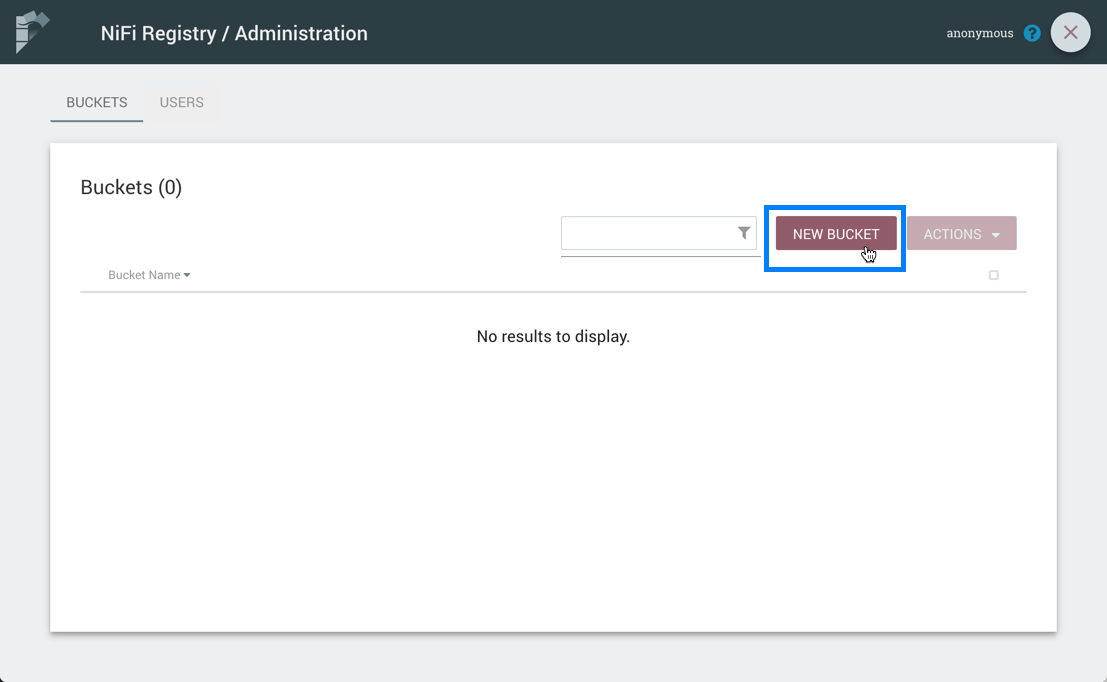 NiFi Registry / Administration
anonymous ?
BUCKETS USERS
Buckets (0)
NEW BUCKET ACTIONS
Bucket Name
No results to display.